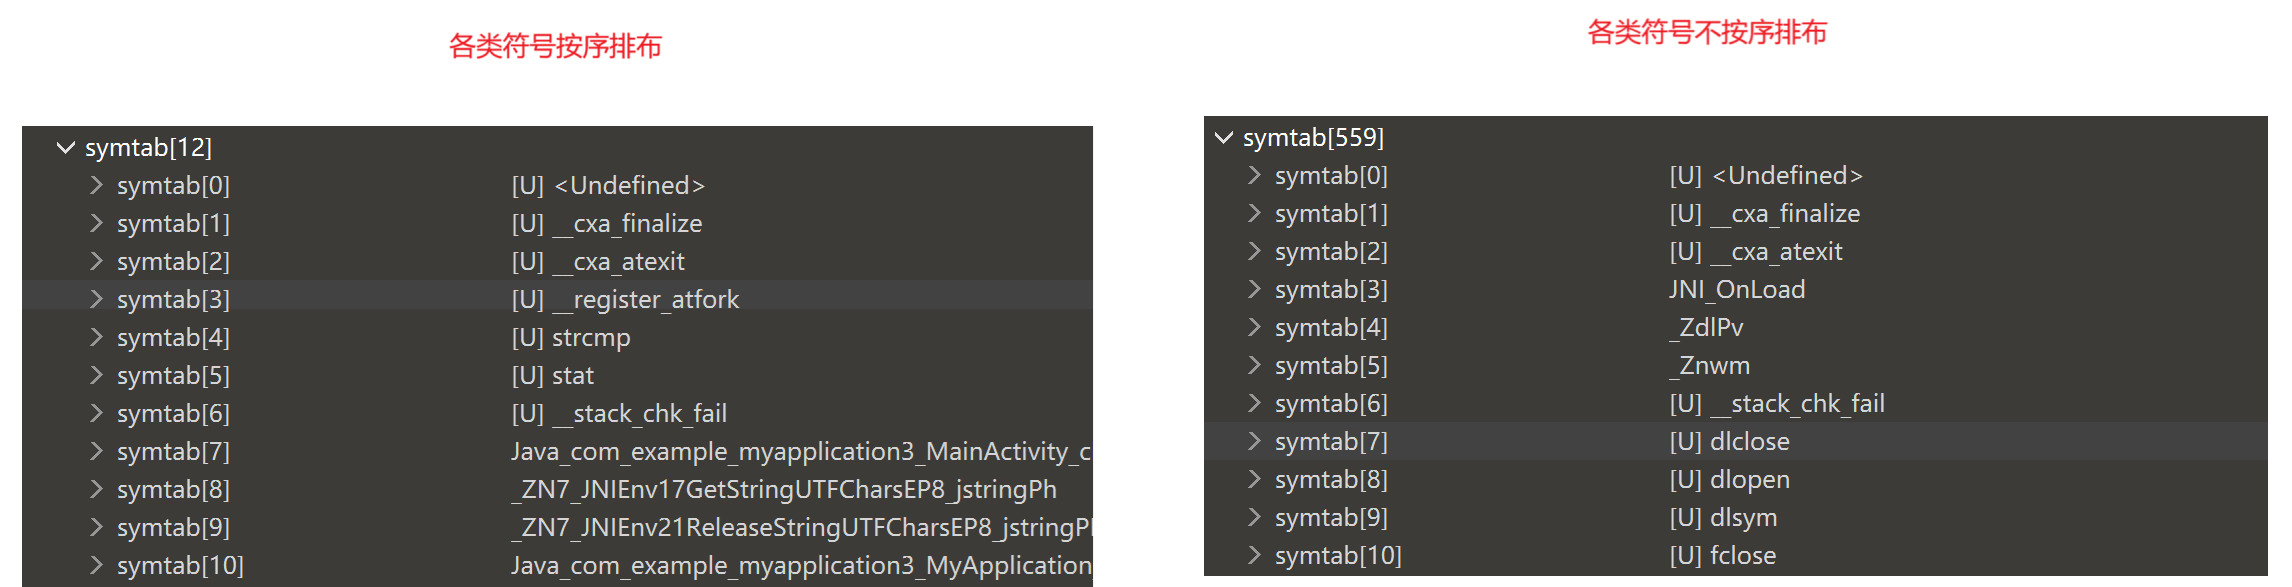 各类符号按序排布
symtab[12]
symtab[0] [U] <Undefined>
symtab[1] [U] __cxa_finalize
symtab[2] [U] __cxa_atexit
symtab[3] [U] __register_atfork
symtab[4] [U] strcmp
symtab[5] [U] stat
symtab[6] [U] __stack_chk_fail
symtab[7] Java_com_example_myapplication3_MainActivity_c
symtab[8] _ZN7_JNIEnv17GetStringUTFCharsEP8_jstringPh
symtab[9] _ZN7_JNIEnv21ReleaseStringUTFCharsEP8_jstringP
symtab[10] Java_com_example_myapplication3_MyApplication_
各类符号不按序排布
symtab[559]
symtab[0] [U] <Undefined>
symtab[1] [U] __cxa_finalize
symtab[2] [U] __cxa_atexit
symtab[3] JNI_OnLoad
symtab[4] _ZdlPv
symtab[5] _Znwm
symtab[6] [U] __stack_chk_fail
symtab[7] [U] dlclose
symtab[8] [U] dlopen
symtab[9] [U] dlsym
symtab[10] [U] fclose